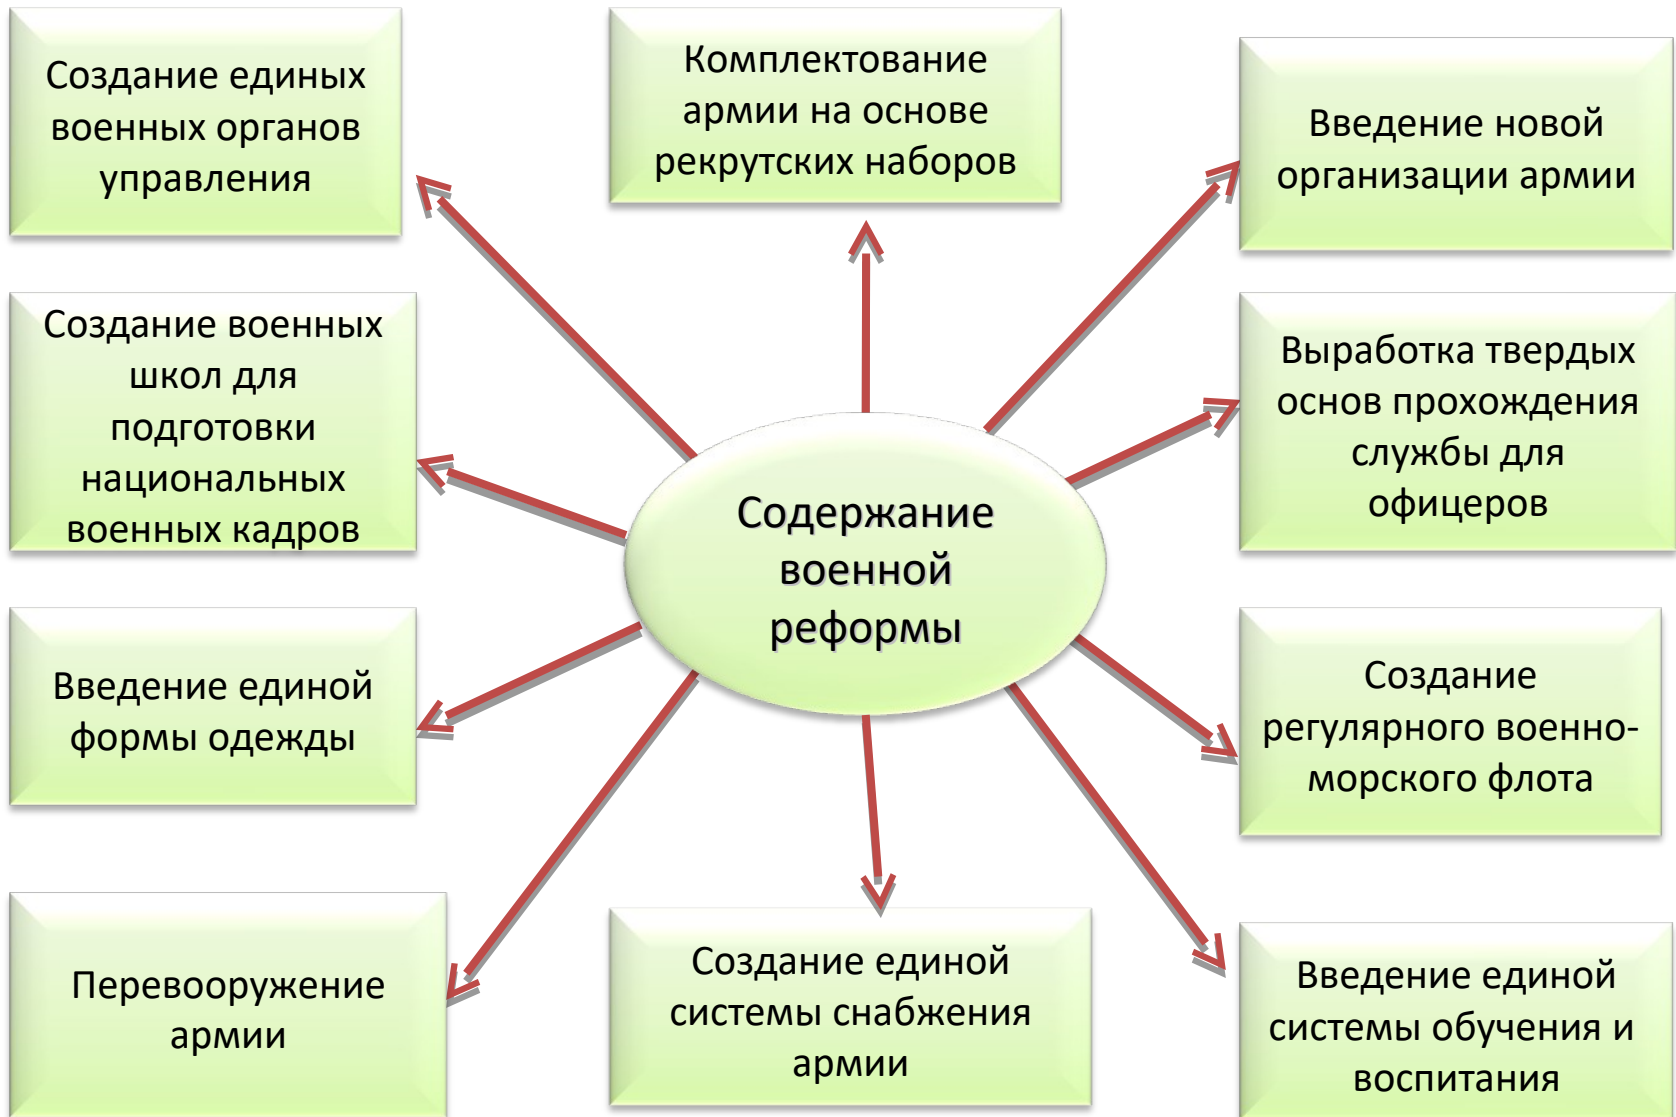 Создание единых
военных органов
управления
Комплектование
армии на основе
рекрутских наборов
Введение новой
организации армии
Создание военных
школ для
подготовки
национальных
военных кадров
Выработка твердых
основ прохождения
службы для
офицеров
Содержание
военной
реформы
Введение единой
формы одежды
Создание
регулярного военно-
морского флота
Перевооружение
армии
Создание единой
системы снабжения
армии
Введение единой
системы обучения и
воспитания